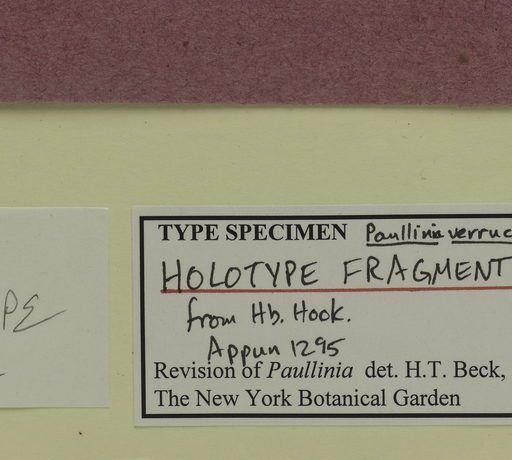 TYPE SPECIMEN Paullinia verruc
HOLOTYPE FRAGMENT
from Hb. Hook.
Appun 1295
Revision of Paullinia det. H.T. Beck,
The New York Botanical Garden
PE